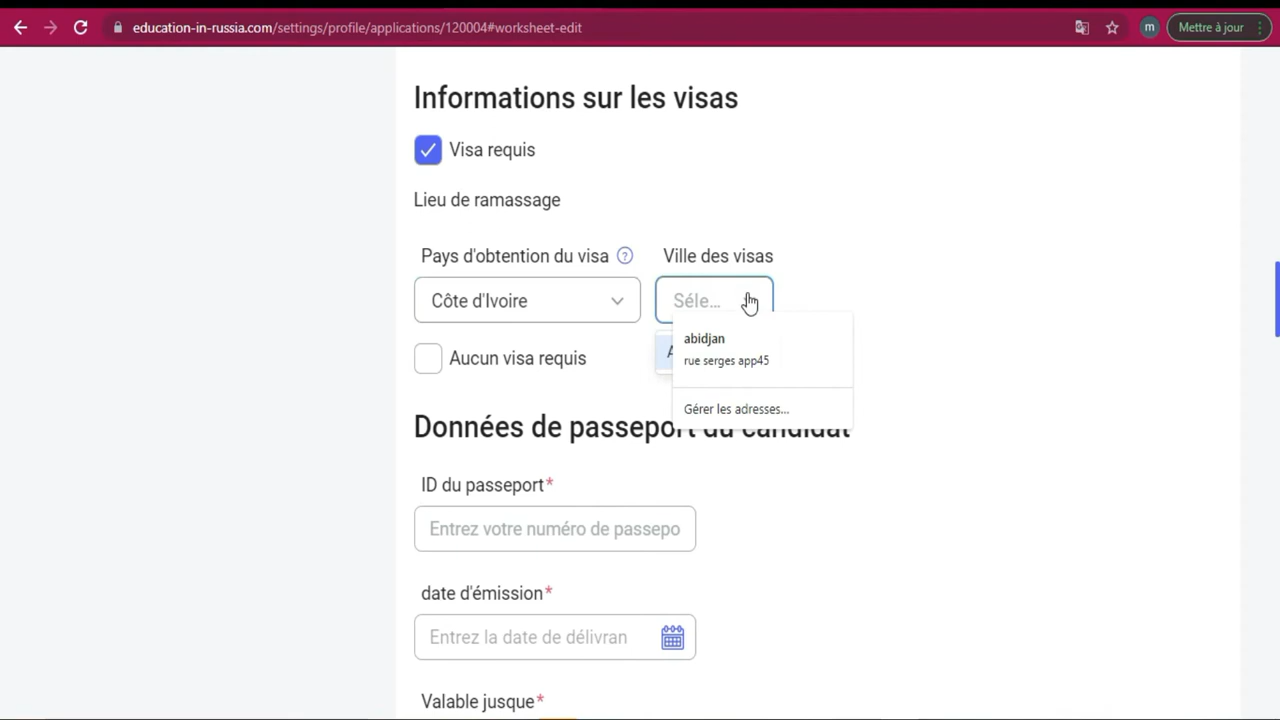 education-in-russia.com/settings/profile/applications/120004#worksheet-edit
m
Mettre à jour
Informations sur les visas
Visa requis
Lieu de ramassage
Pays d'obtention du visa ?
Ville des visas
Côte d'Ivoire
Séle...
abidjan
rue serges app45
Gérer les adresses...
Aucun visa requis
Données de passeport du candidat
ID du passeport*
Entrez votre numéro de passepo
date d'émission*
Entrez la date de délivran
Valable jusque*